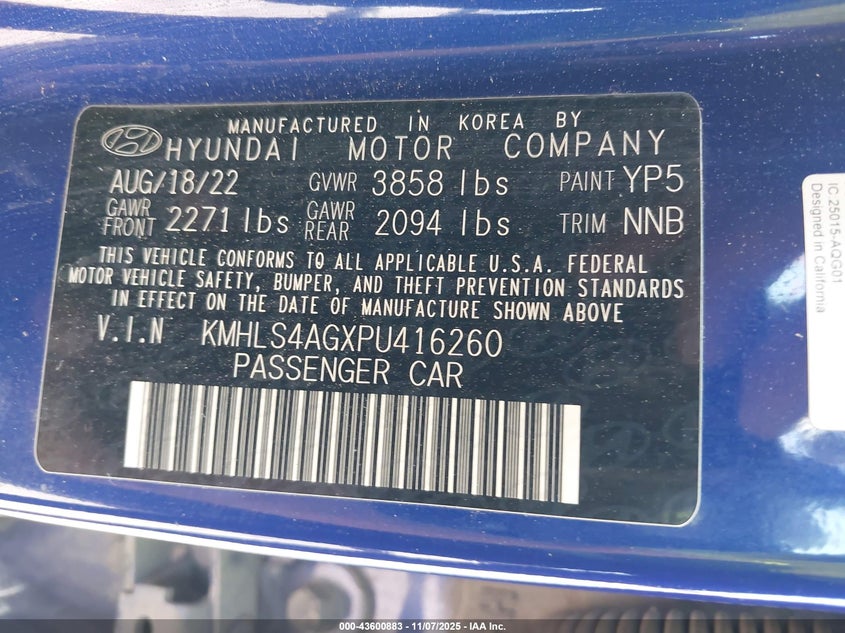 MANUFACTURED IN KOREA BY
HYUNDAI MOTOR COMPANY
AUG/18/22 GVWR 3858 lbs PAINT YP5
GAWR FRONT 2271 lbs GAWR REAR 2094 lbs TRIM NNB
THIS VEHICLE CONFORMS TO ALL APPLICABLE U.S.A. FEDERAL
MOTOR VEHICLE SAFETY, BUMPER, AND THEFT PREVENTION STANDARDS
IN EFFECT ON THE DATE OF MANUFACTURE SHOWN ABOVE
V.I.N KMHLS4AGXPU416260
PASSENGER CAR
IC 25015-AQG01
Designed in California
000-43600883 - 11/07/2025 - IAA Inc.